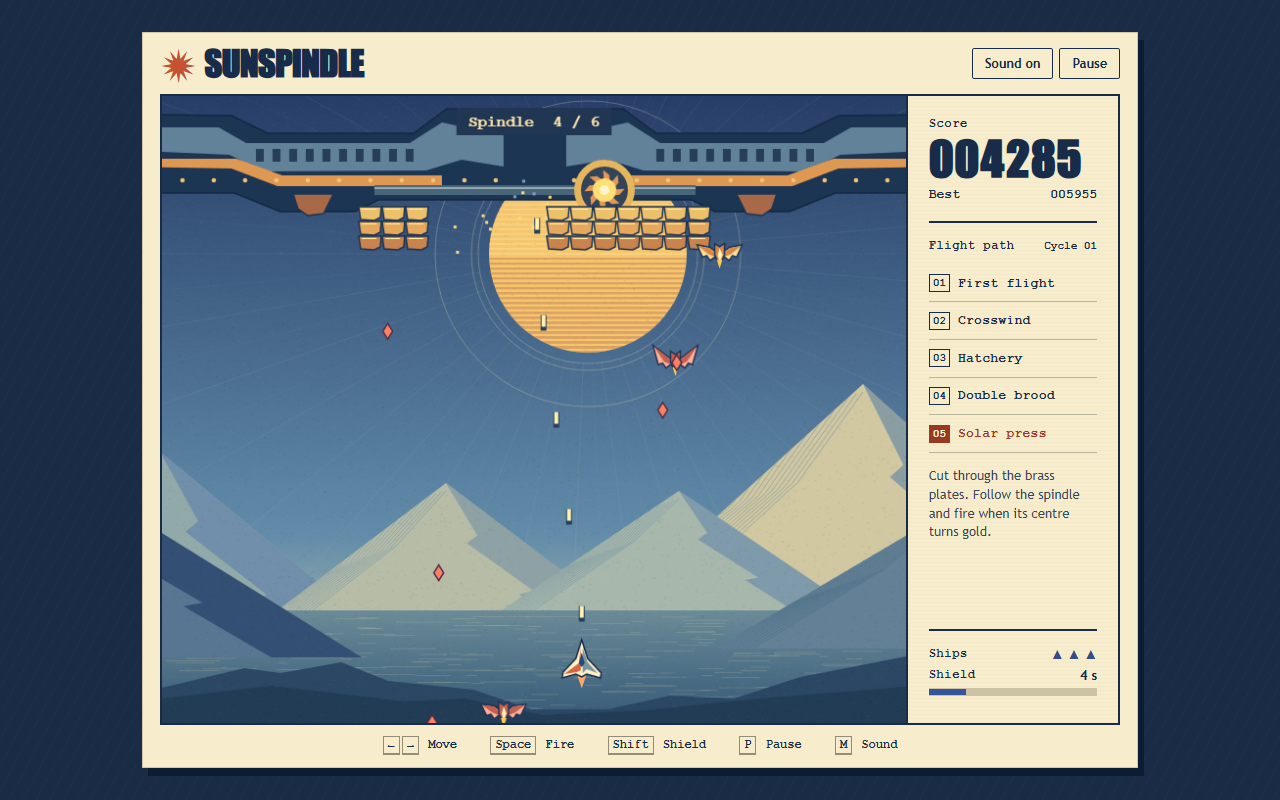 SUNSPINDLE
Sound on
Pause
Spindle 4 / 6
Score
004285
Best 005955
Flight path Cycle 01
01 First flight
02 Crosswind
03 Hatchery
04 Double brood
05 Solar press
Cut through the brass
plates. Follow the spindle
and fire when its centre
turns gold.
Ships
Shield 4 s
← → Move Space Fire Shift Shield P Pause M Sound